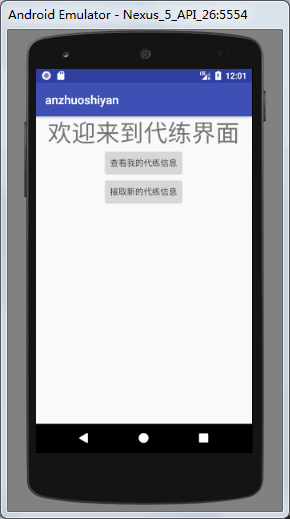 Android Emulator - Nexus_5_API_26:5554
12:01
anzhuoshiyan
欢迎来到代练界面
查看我的代练信息
接取新的代练信息